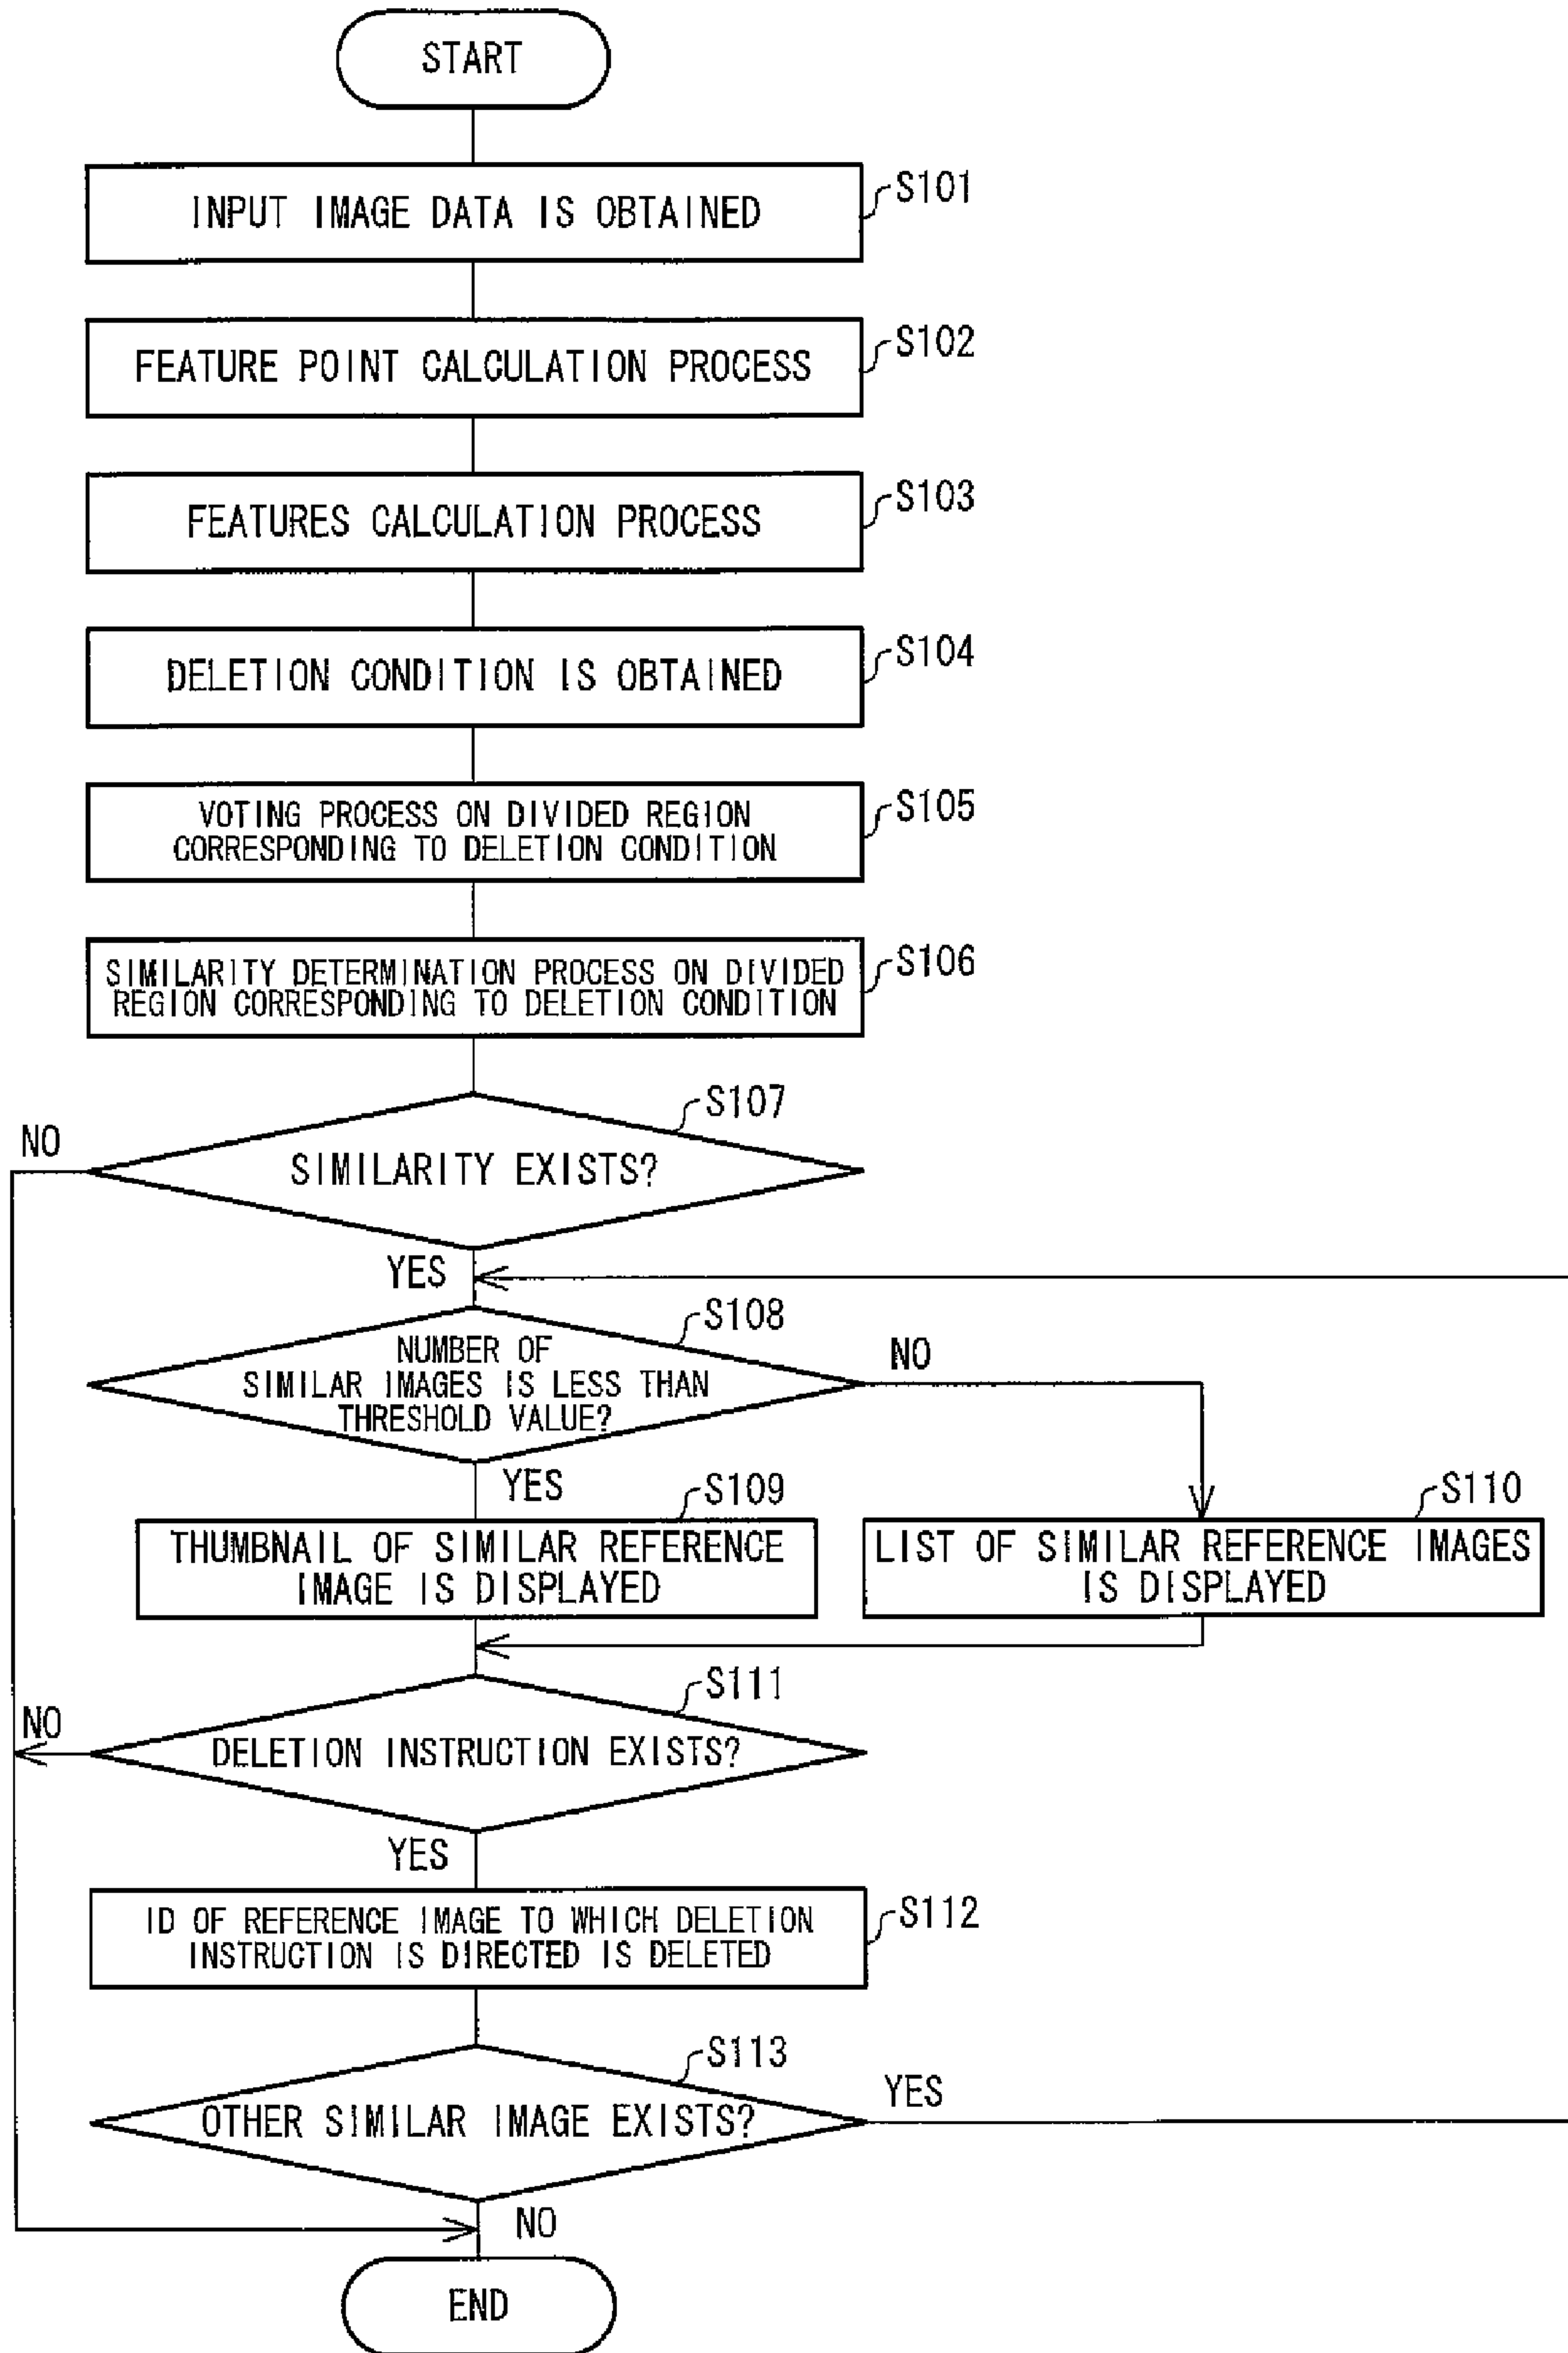 START
INPUT IMAGE DATA IS OBTAINED
S101
FEATURE POINT CALCULATION PROCESS
S102
FEATURES CALCULATION PROCESS
S103
DELETION CONDITION IS OBTAINED
S104
VOTING PROCESS ON DIVIDED REGION
CORRESPONDING TO DELETION CONDITION
S105
SIMILARITY DETERMINATION PROCESS ON DIVIDED
REGION CORRESPONDING TO DELETION CONDITION
S106
S107
NO
SIMILARITY EXISTS?
YES
S108
NUMBER OF
SIMILAR IMAGES IS LESS THAN
THRESHOLD VALUE?
NO
YES
S109
THUMBNAIL OF SIMILAR REFERENCE
IMAGE IS DISPLAYED
S110
LIST OF SIMILAR REFERENCE IMAGES
IS DISPLAYED
S111
NO
DELETION INSTRUCTION EXISTS?
YES
ID OF REFERENCE IMAGE TO WHICH DELETION
INSTRUCTION IS DIRECTED IS DELETED
S112
S113
OTHER SIMILAR IMAGE EXISTS?
YES
NO
END